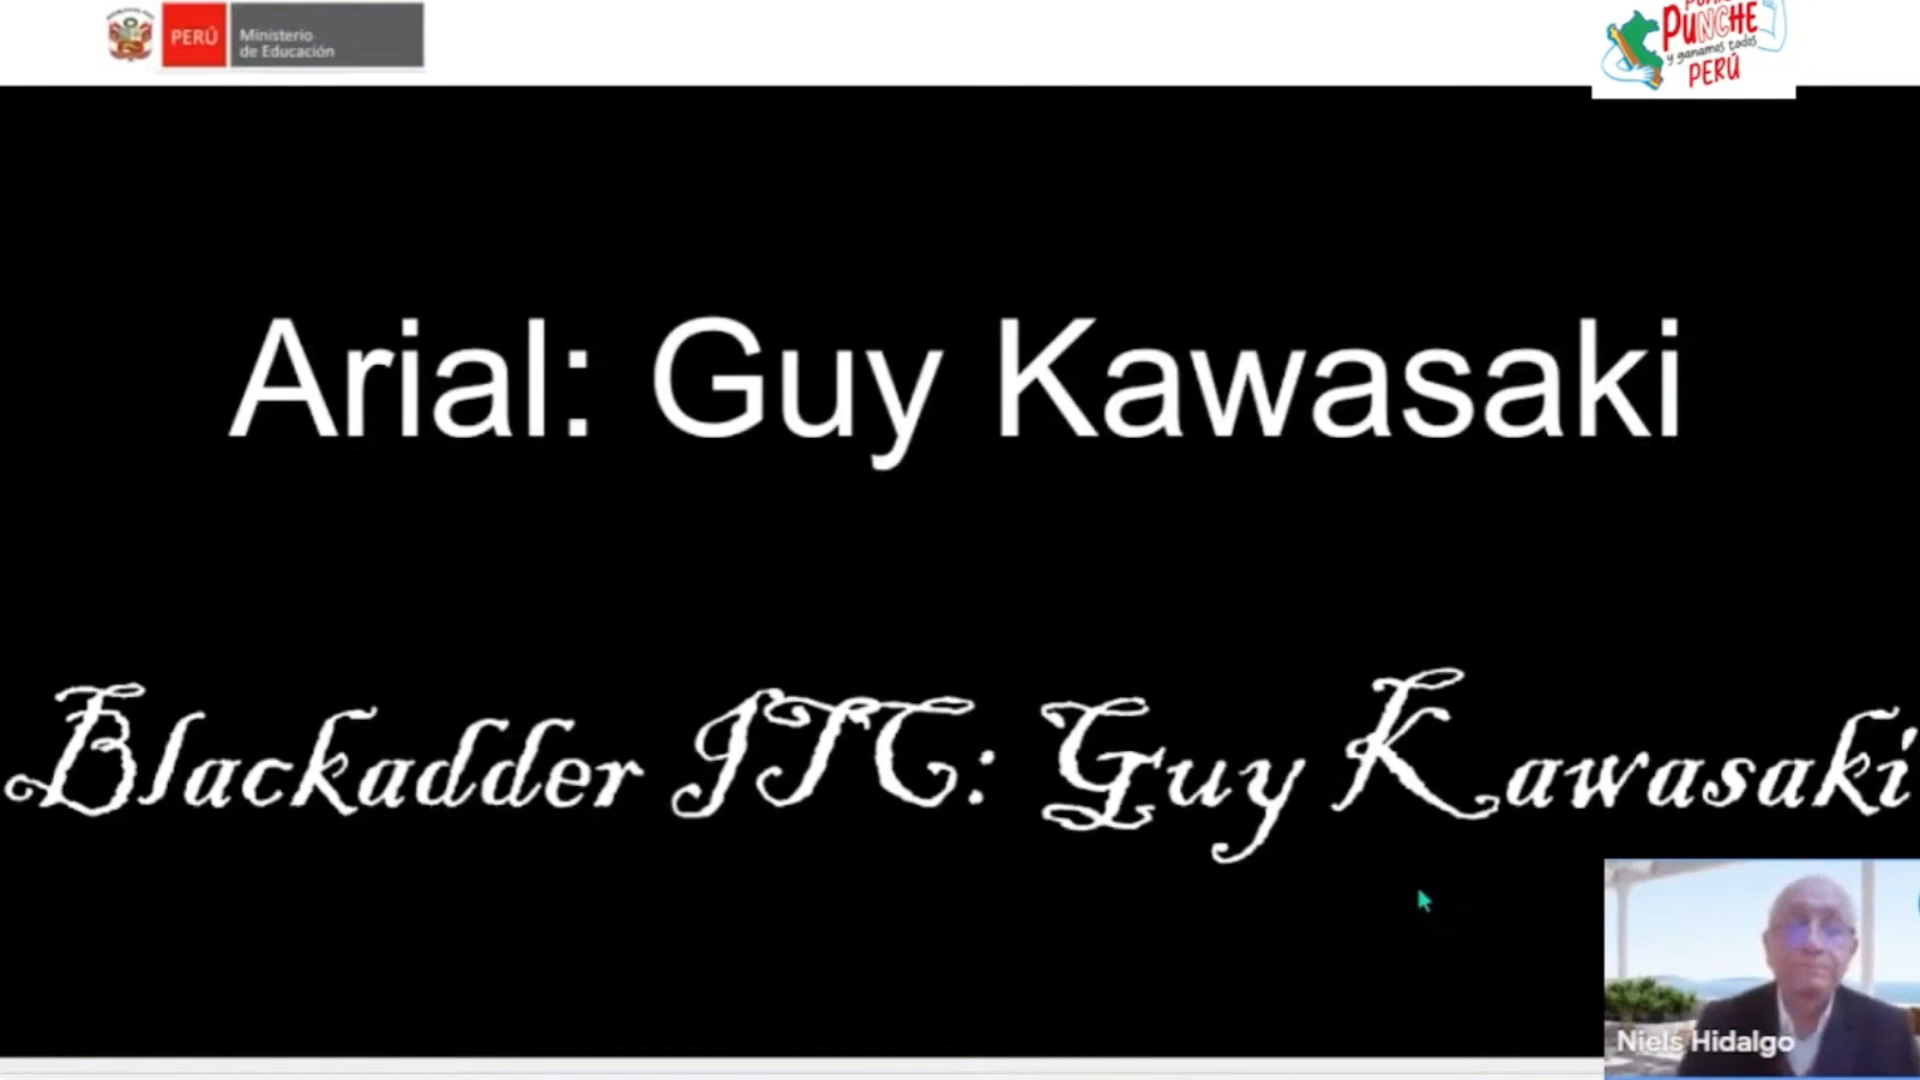 PERÚ
Ministerio
de Educación
PUNCHE
y ganamos todos
PERÚ
Arial: Guy Kawasaki
Blackadder ITC: Guy Kawasaki
Niels Hidalgo